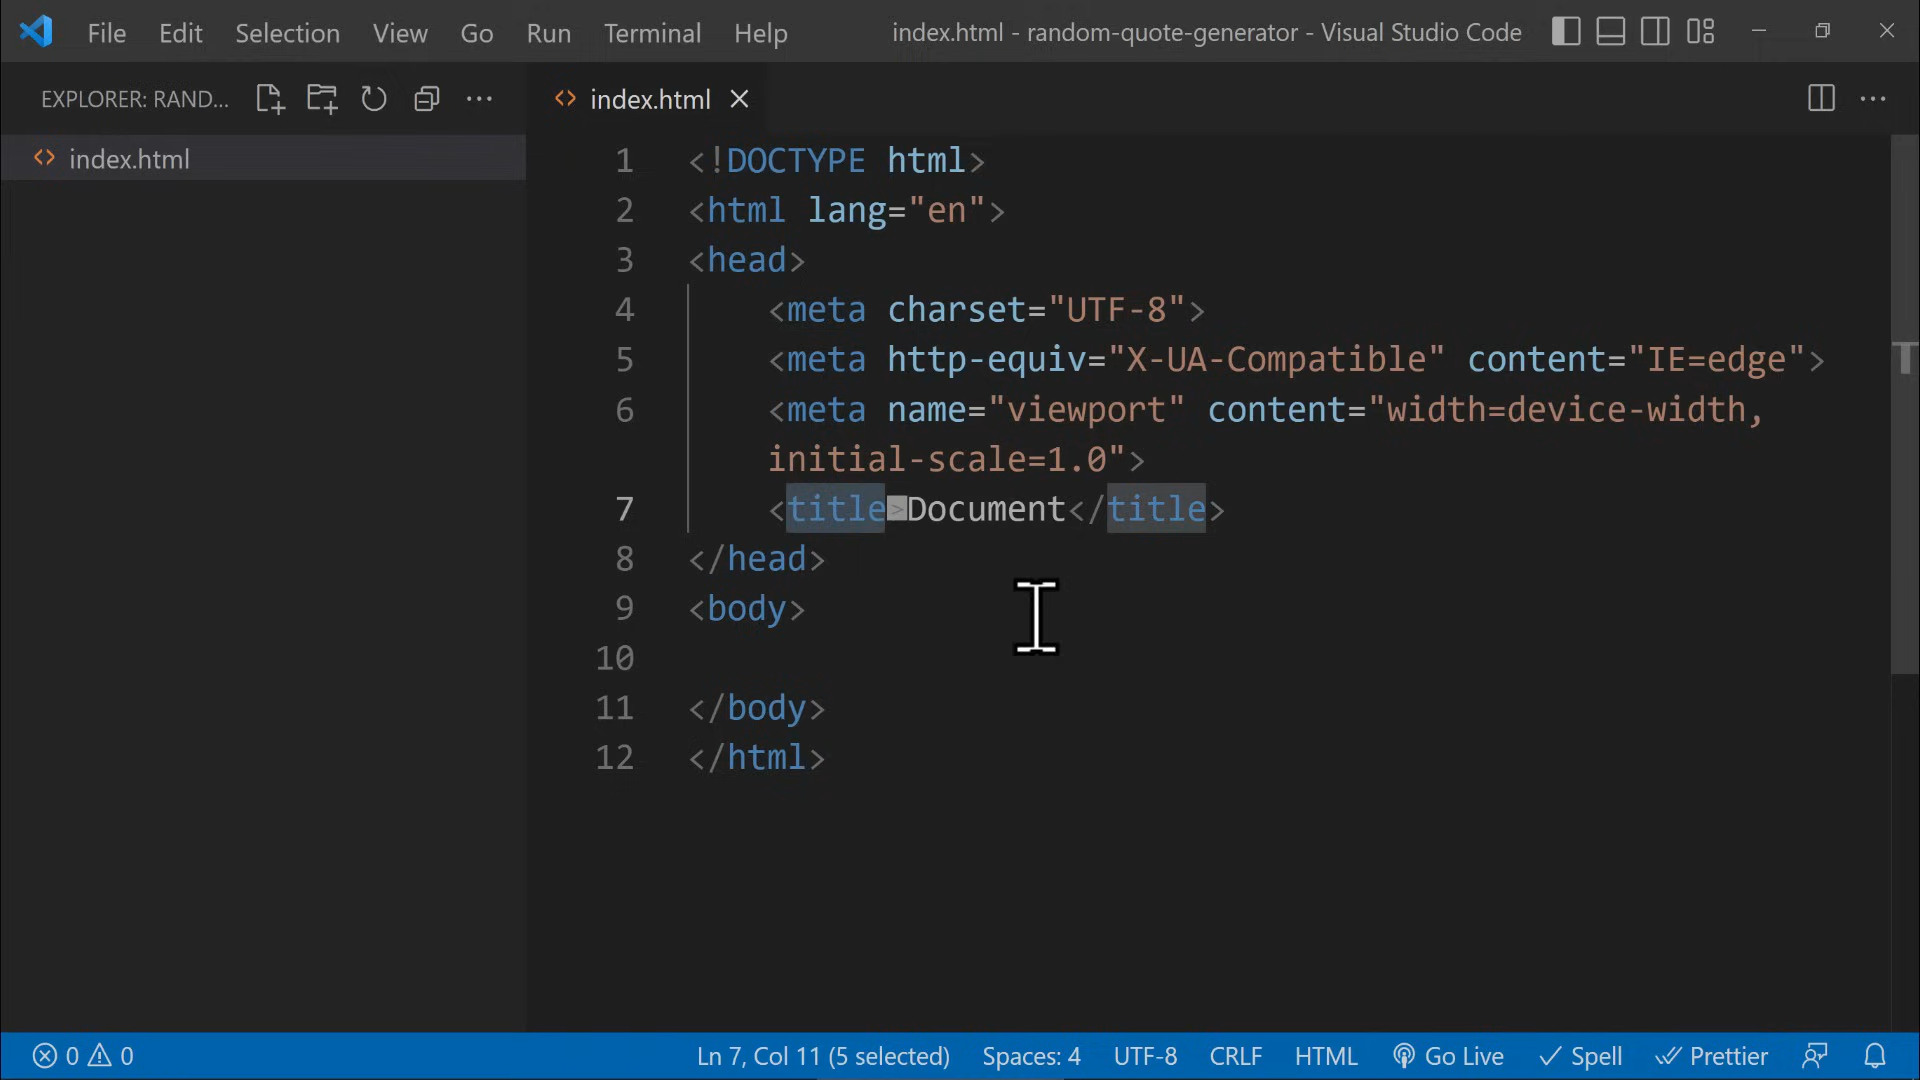 File Edit Selection View Go Run Terminal Help index.html - random-quote-generator - Visual Studio Code
EXPLORER: RAND...
index.html
index.html
1 <!DOCTYPE html>
2 <html lang="en">
3 <head>
4 <meta charset="UTF-8">
5 <meta http-equiv="X-UA-Compatible" content="IE=edge">
6 <meta name="viewport" content="width=device-width,
initial-scale=1.0">
7 <title>Document</title>
8 </head>
9 <body>
10
11 </body>
12 </html>
0 0 Ln 7, Col 11 (5 selected) Spaces: 4 UTF-8 CRLF HTML Go Live Spell Prettier